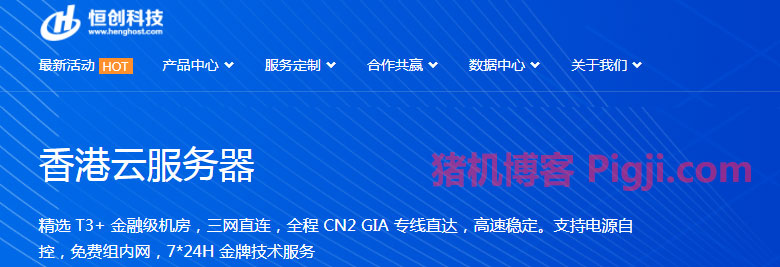 恒创科技
www.henghost.com
最新活动 HOT 产品中心 服务定制 合作共赢 数据中心 关于我们
香港云服务器
猪机博客 Pigji.com
精选 T3+ 金融级机房，三网直连，全程 CN2 GIA 专线直达，高速稳定。支持电源自
控，免费组内网，7*24H 金牌技术服务